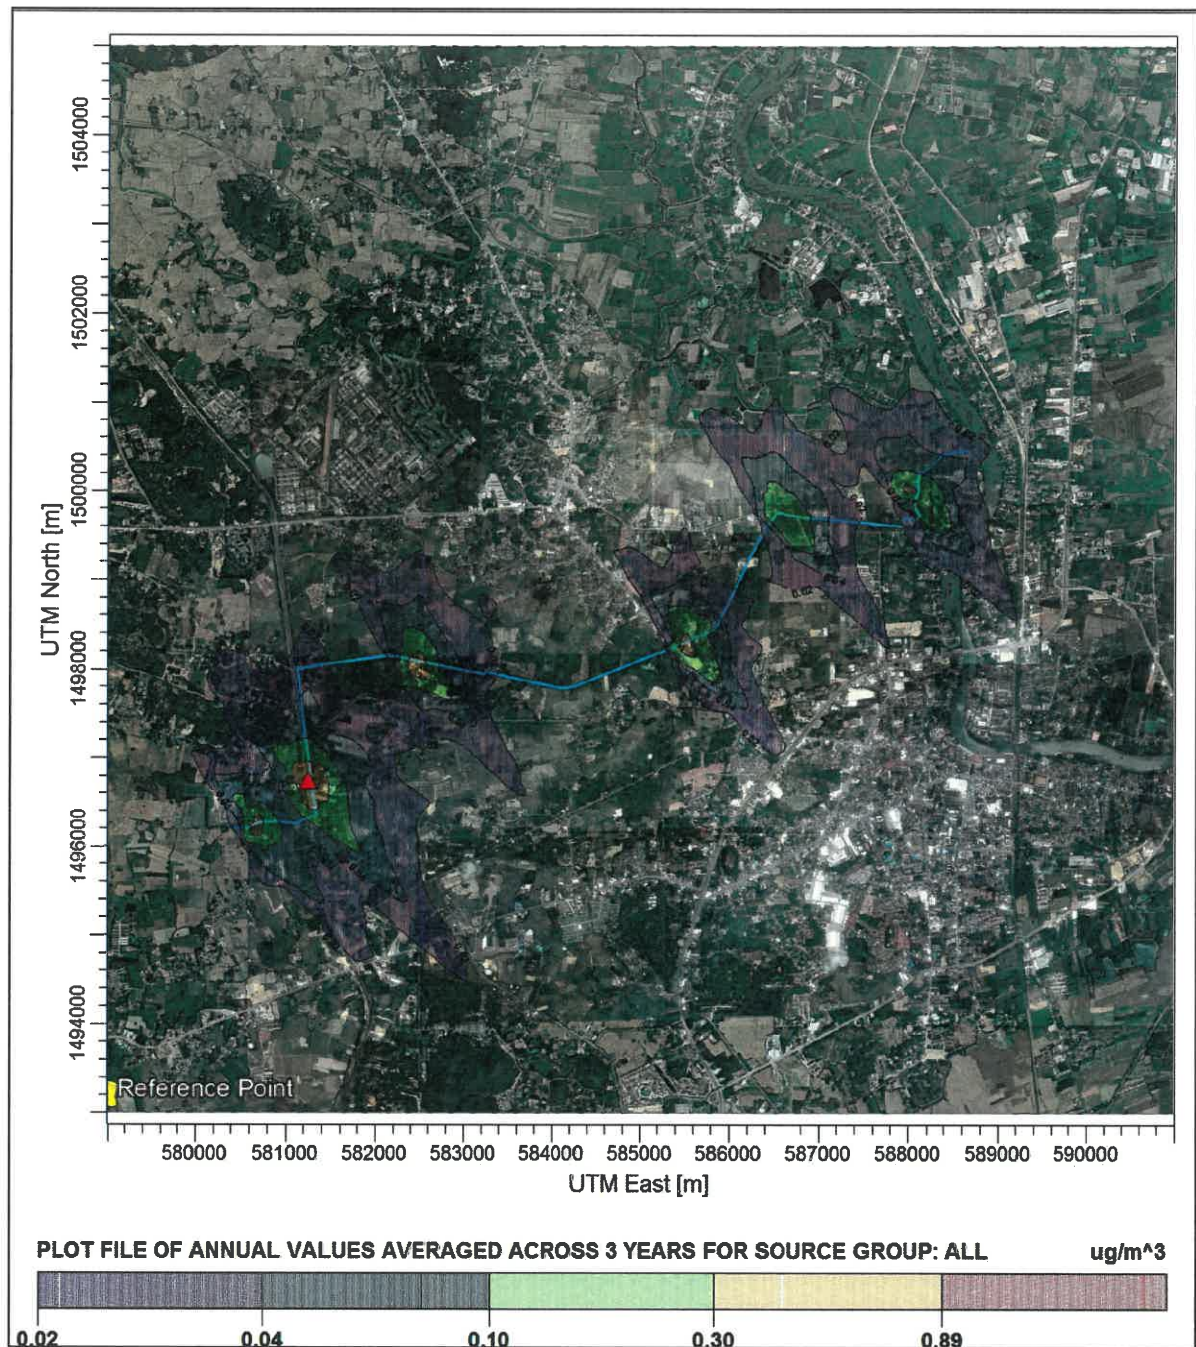 1504000
1502000
1500000
1498000
1496000
1494000
UTM North [m]
Reference Point
580000 581000 582000 583000 584000 585000 586000 587000 588000 589000 590000
UTM East [m]
PLOT FILE OF ANNUAL VALUES AVERAGED ACROSS 3 YEARS FOR SOURCE GROUP: ALL ug/m^3
0.02 0.04 0.10 0.30 0.89